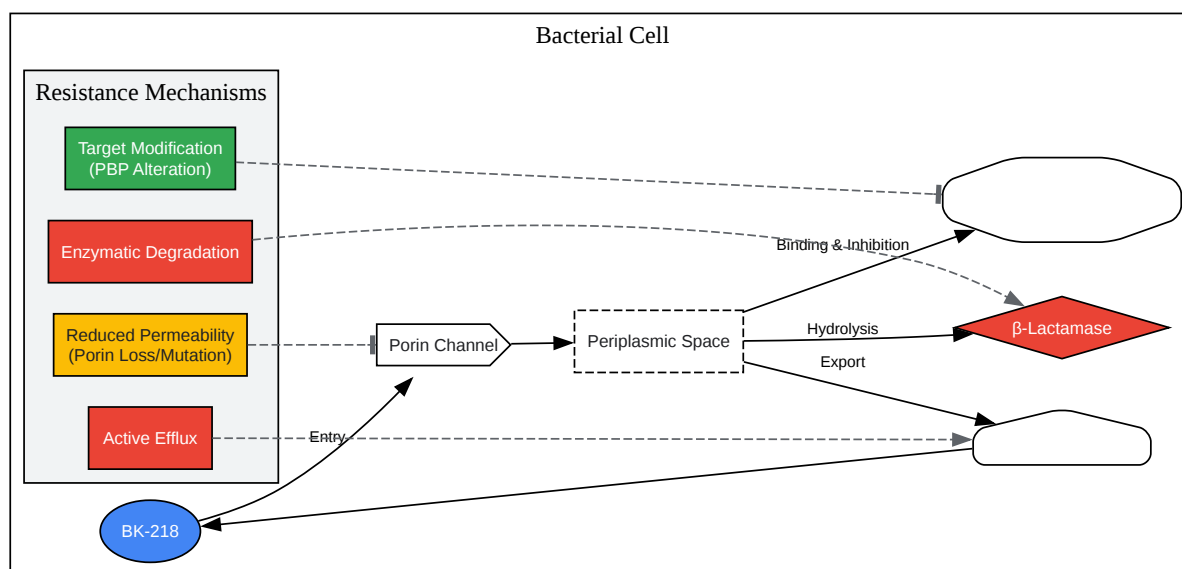 Bacterial Cell
Resistance Mechanisms
Target Modification
(PBP Alteration)
Enzymatic Degradation
Reduced Permeability
(Porin Loss/Mutation)
Active Efflux
BK-218
Entry
Porin Channel
Periplasmic Space
Binding & Inhibition
Hydrolysis
Export
β-Lactamase